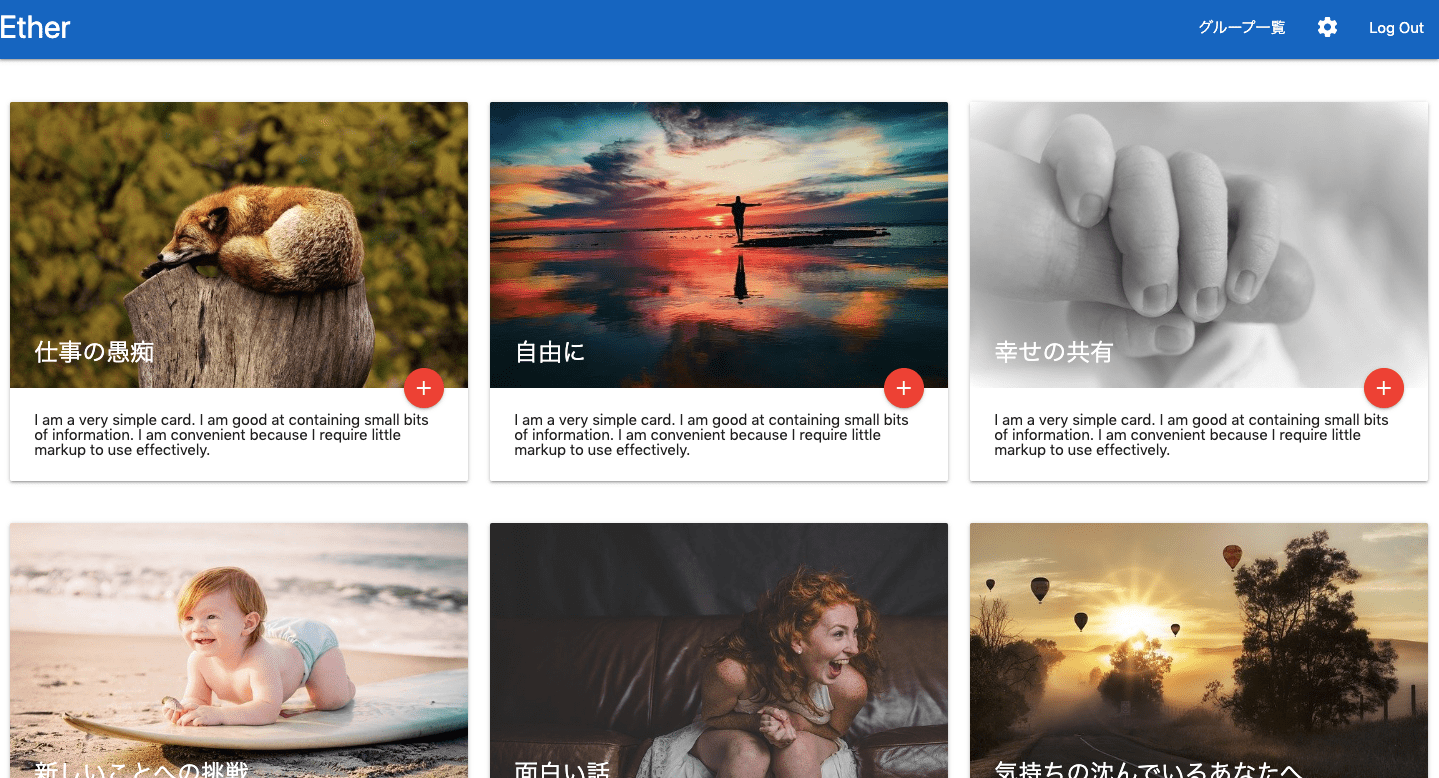 Ether
グループ一覧
Log Out
仕事の愚痴
自由に
幸せの共有
I am a very simple card. I am good at containing small bits
of information. I am convenient because I require little
markup to use effectively.
I am a very simple card. I am good at containing small bits
of information. I am convenient because I require little
markup to use effectively.
I am a very simple card. I am good at containing small bits
of information. I am convenient because I require little
markup to use effectively.
新しいことへの挑戦
面白い話
気持ちの沈んでいるあなたへ